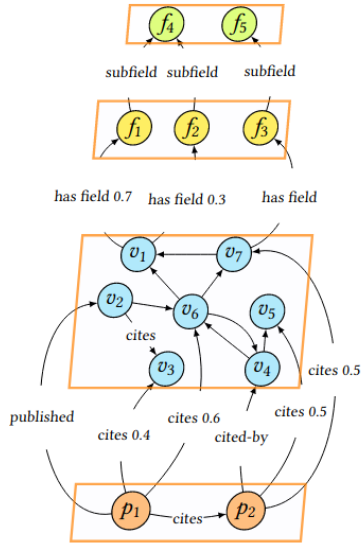 f4 f5
subfield subfield subfield
f1 f2 f3
has field 0.7 has field 0.3 has field
v1 v7
v2 v6 v5
cites
v3 v4
cites 0.5
published cites 0.4 cites 0.6 cited-by cites 0.5
p1 cites p2